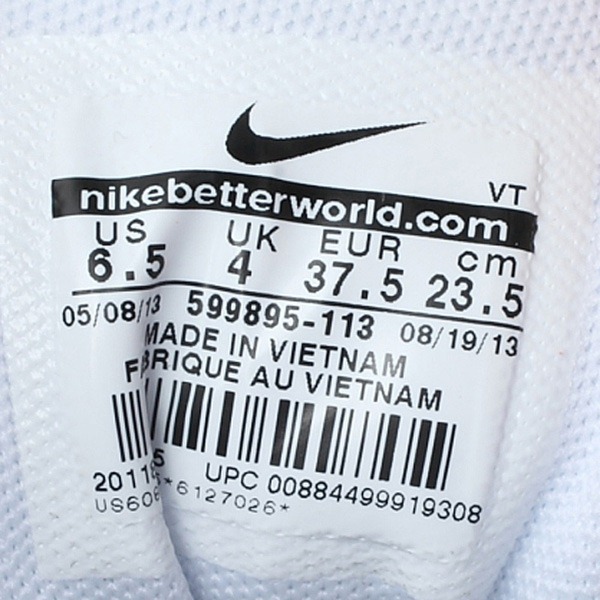 VT
nikebetterworld.com
US UK EUR cm
6.5 4 37.5 23.5
05/08/13 599895-113 08/19/13
MADE IN VIETNAM
FABRIQUE AU VIETNAM
UPC 00884499919308
*6127026*